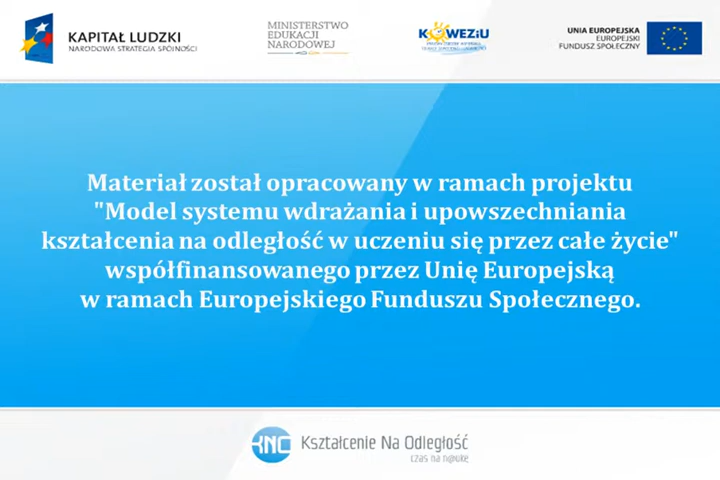 KAPITAŁ LUDZKI
NARODOWA STRATEGIA SPÓJNOŚCI
MINISTERSTWO
EDUKACJI
NARODOWEJ
KOWEZiU
UNIA EUROPEJSKA
EUROPEJSKI
FUNDUSZ SPOŁECZNY
Materiał został opracowany w ramach projektu
"Model systemu wdrażania i upowszechniania
kształcenia na odległość w uczeniu się przez całe życie"
współfinansowanego przez Unię Europejską
w ramach Europejskiego Funduszu Społecznego.
KNO
Kształcenie Na Odległość
czas na n@ukę